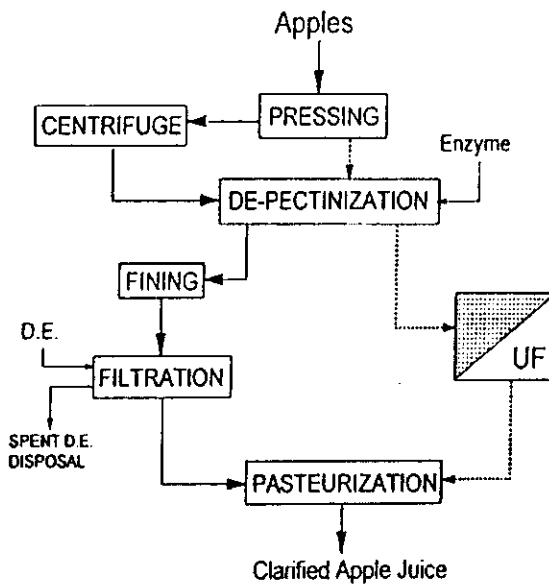 Apples
PRESSING
CENTRIFUGE
Enzyme
DE-PECTINIZATION
FINING
D.E.
FILTRATION
UF
SPENT D.E.
DISPOSAL
PASTEURIZATION
Clarified Apple Juice